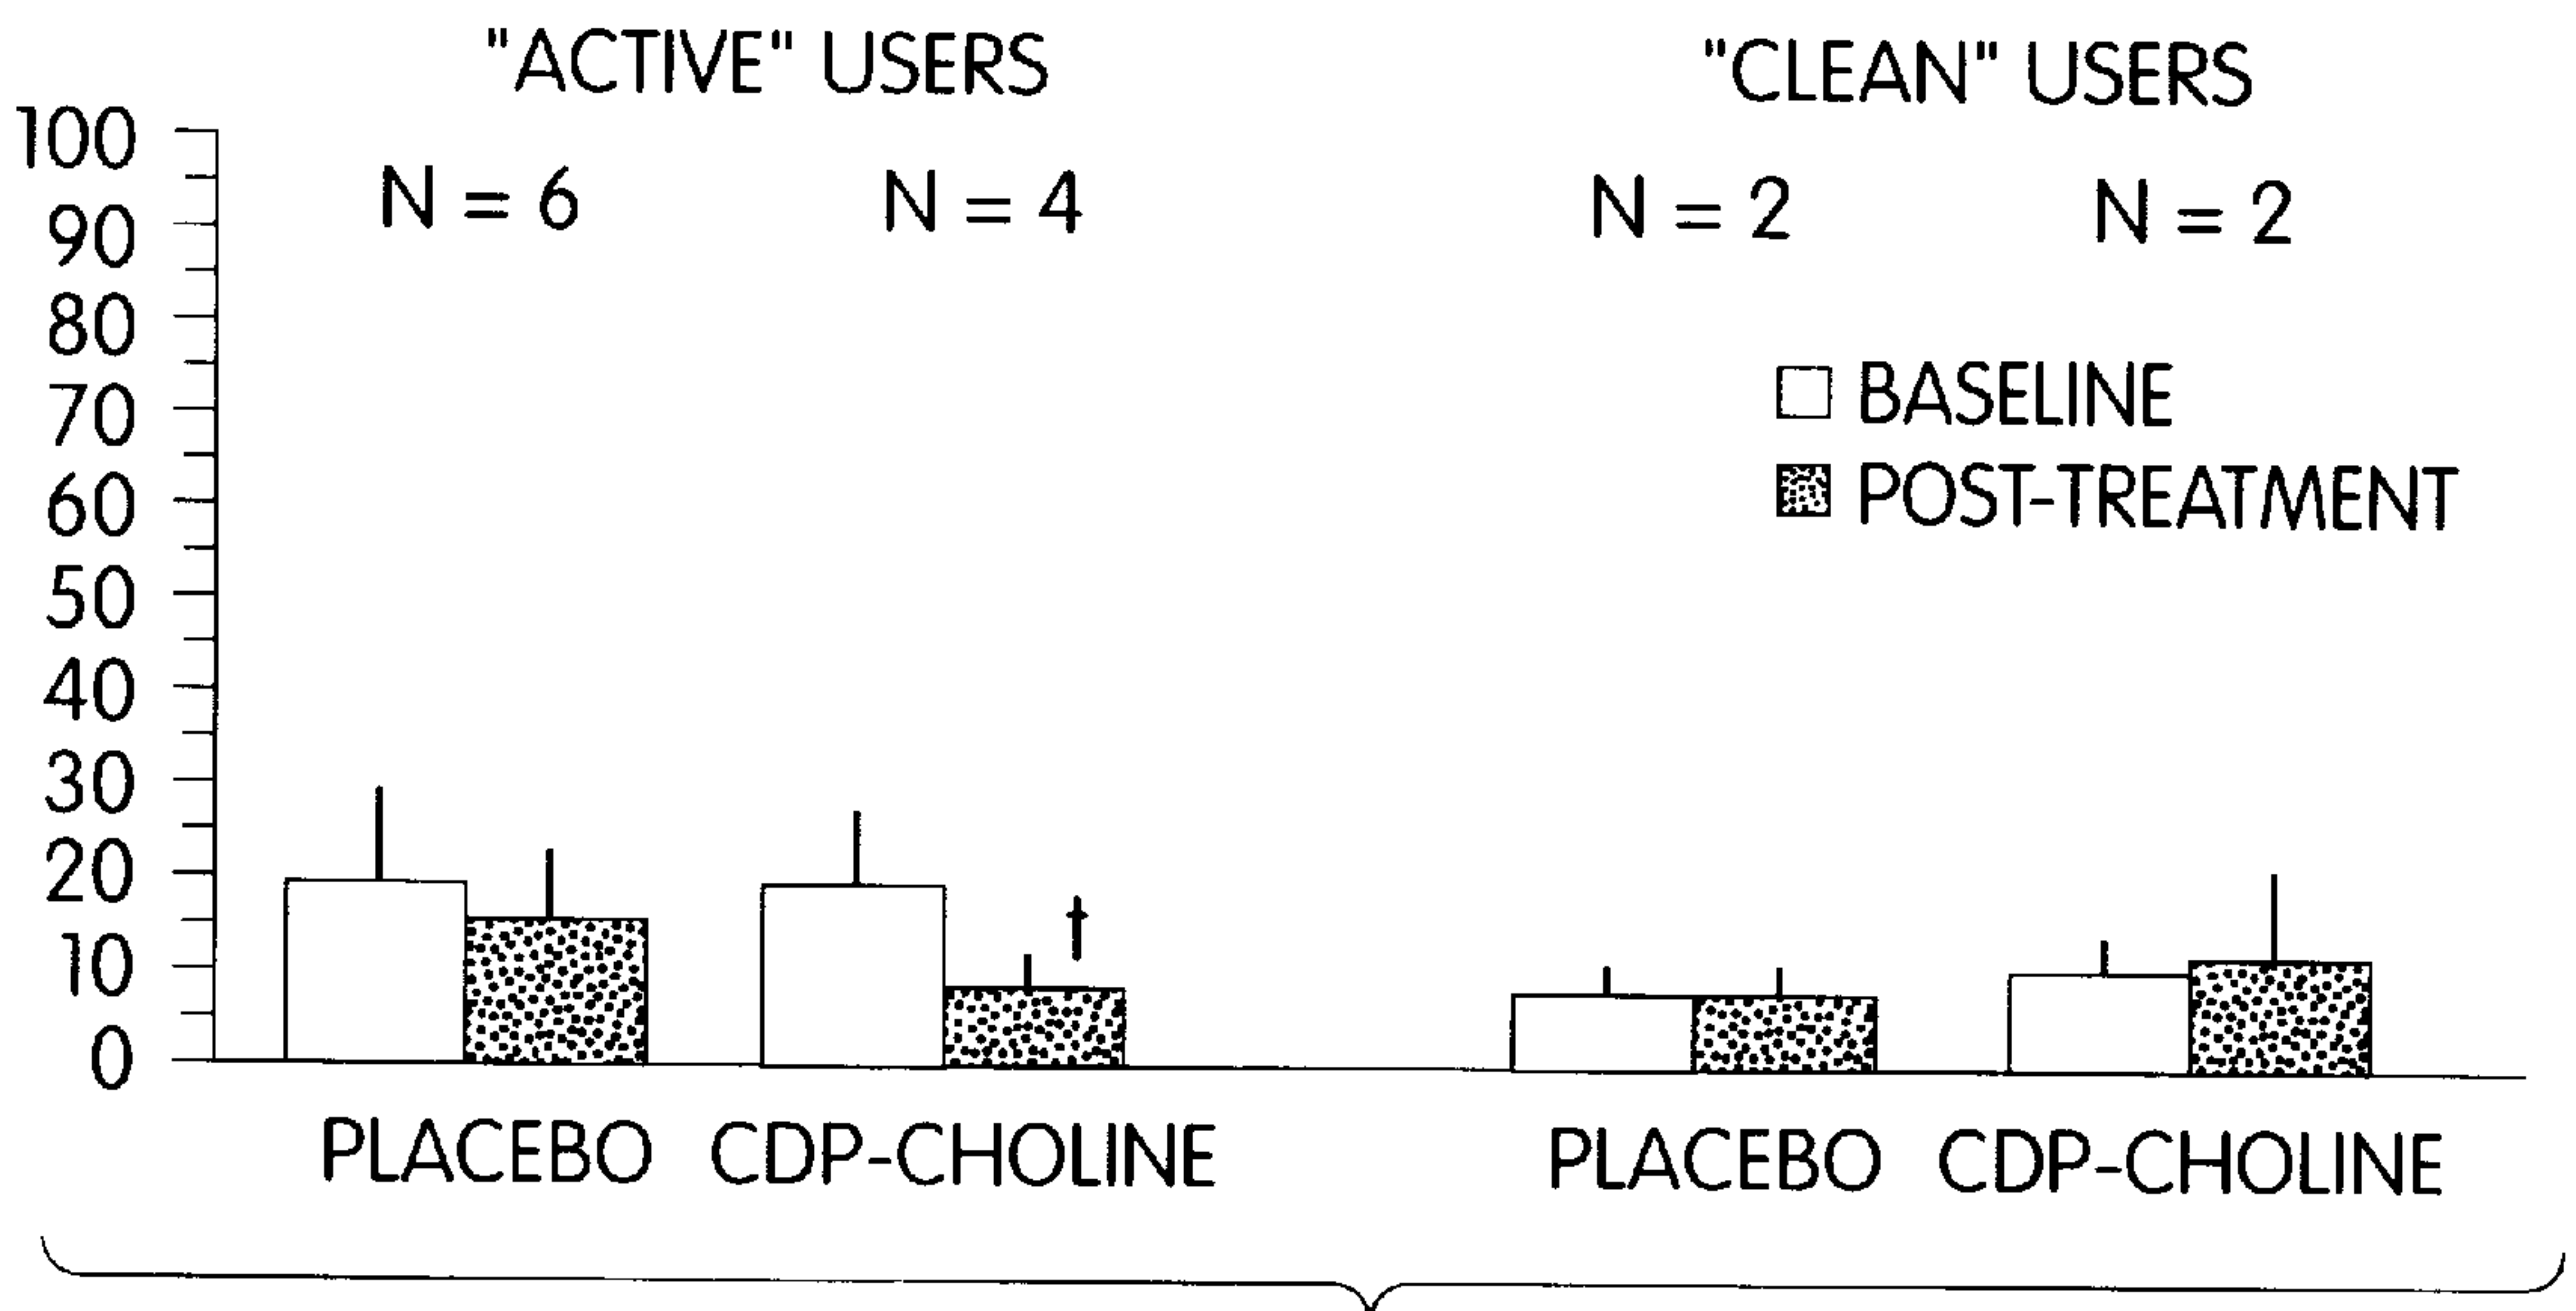 "ACTIVE" USERS
"CLEAN" USERS
N = 6
N = 4
N = 2
N = 2
100
90
80
70
60
50
40
30
20
10
0
BASELINE
POST-TREATMENT
†
PLACEBO CDP-CHOLINE
PLACEBO CDP-CHOLINE